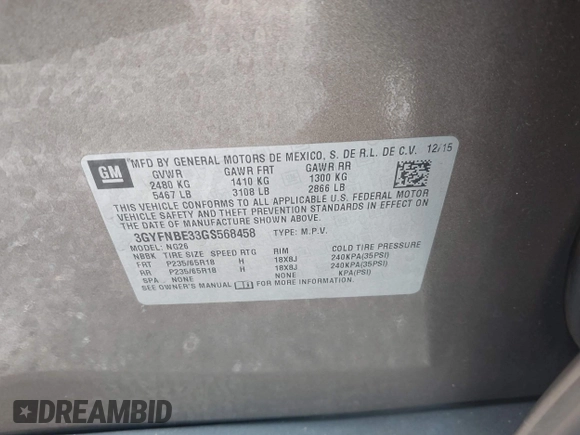 GM
MFD BY GENERAL MOTORS DE MEXICO, S. DE R.L. DE C.V. 12/15
GVWR GAWR FRT GAWR RR
2480 KG 1410 KG 1300 KG
5467 LB 3108 LB 2866 LB
THIS VEHICLE CONFORMS TO ALL APPLICABLE U.S. FEDERAL MOTOR
VEHICLE SAFETY, BUMPER, AND THEFT PREVENTION STANDARDS IN EFFECT ON
THE DATE OF MANUFACTURE SHOWN ABOVE.
3GYFNBE33GS568458 TYPE: M.P.V.
MODEL: NG26
NBBK TIRE SIZE SPEED RTG RIM COLD TIRE PRESSURE
FRT P235/65R18 H 18X8J 240KPA(35PSI)
RR P235/65R18 H 18X8J 240KPA(35PSI)
SPA NONE NONE KPA(PSI)
SEE OWNER'S MANUAL FOR MORE INFORMATION.
DREAMBID